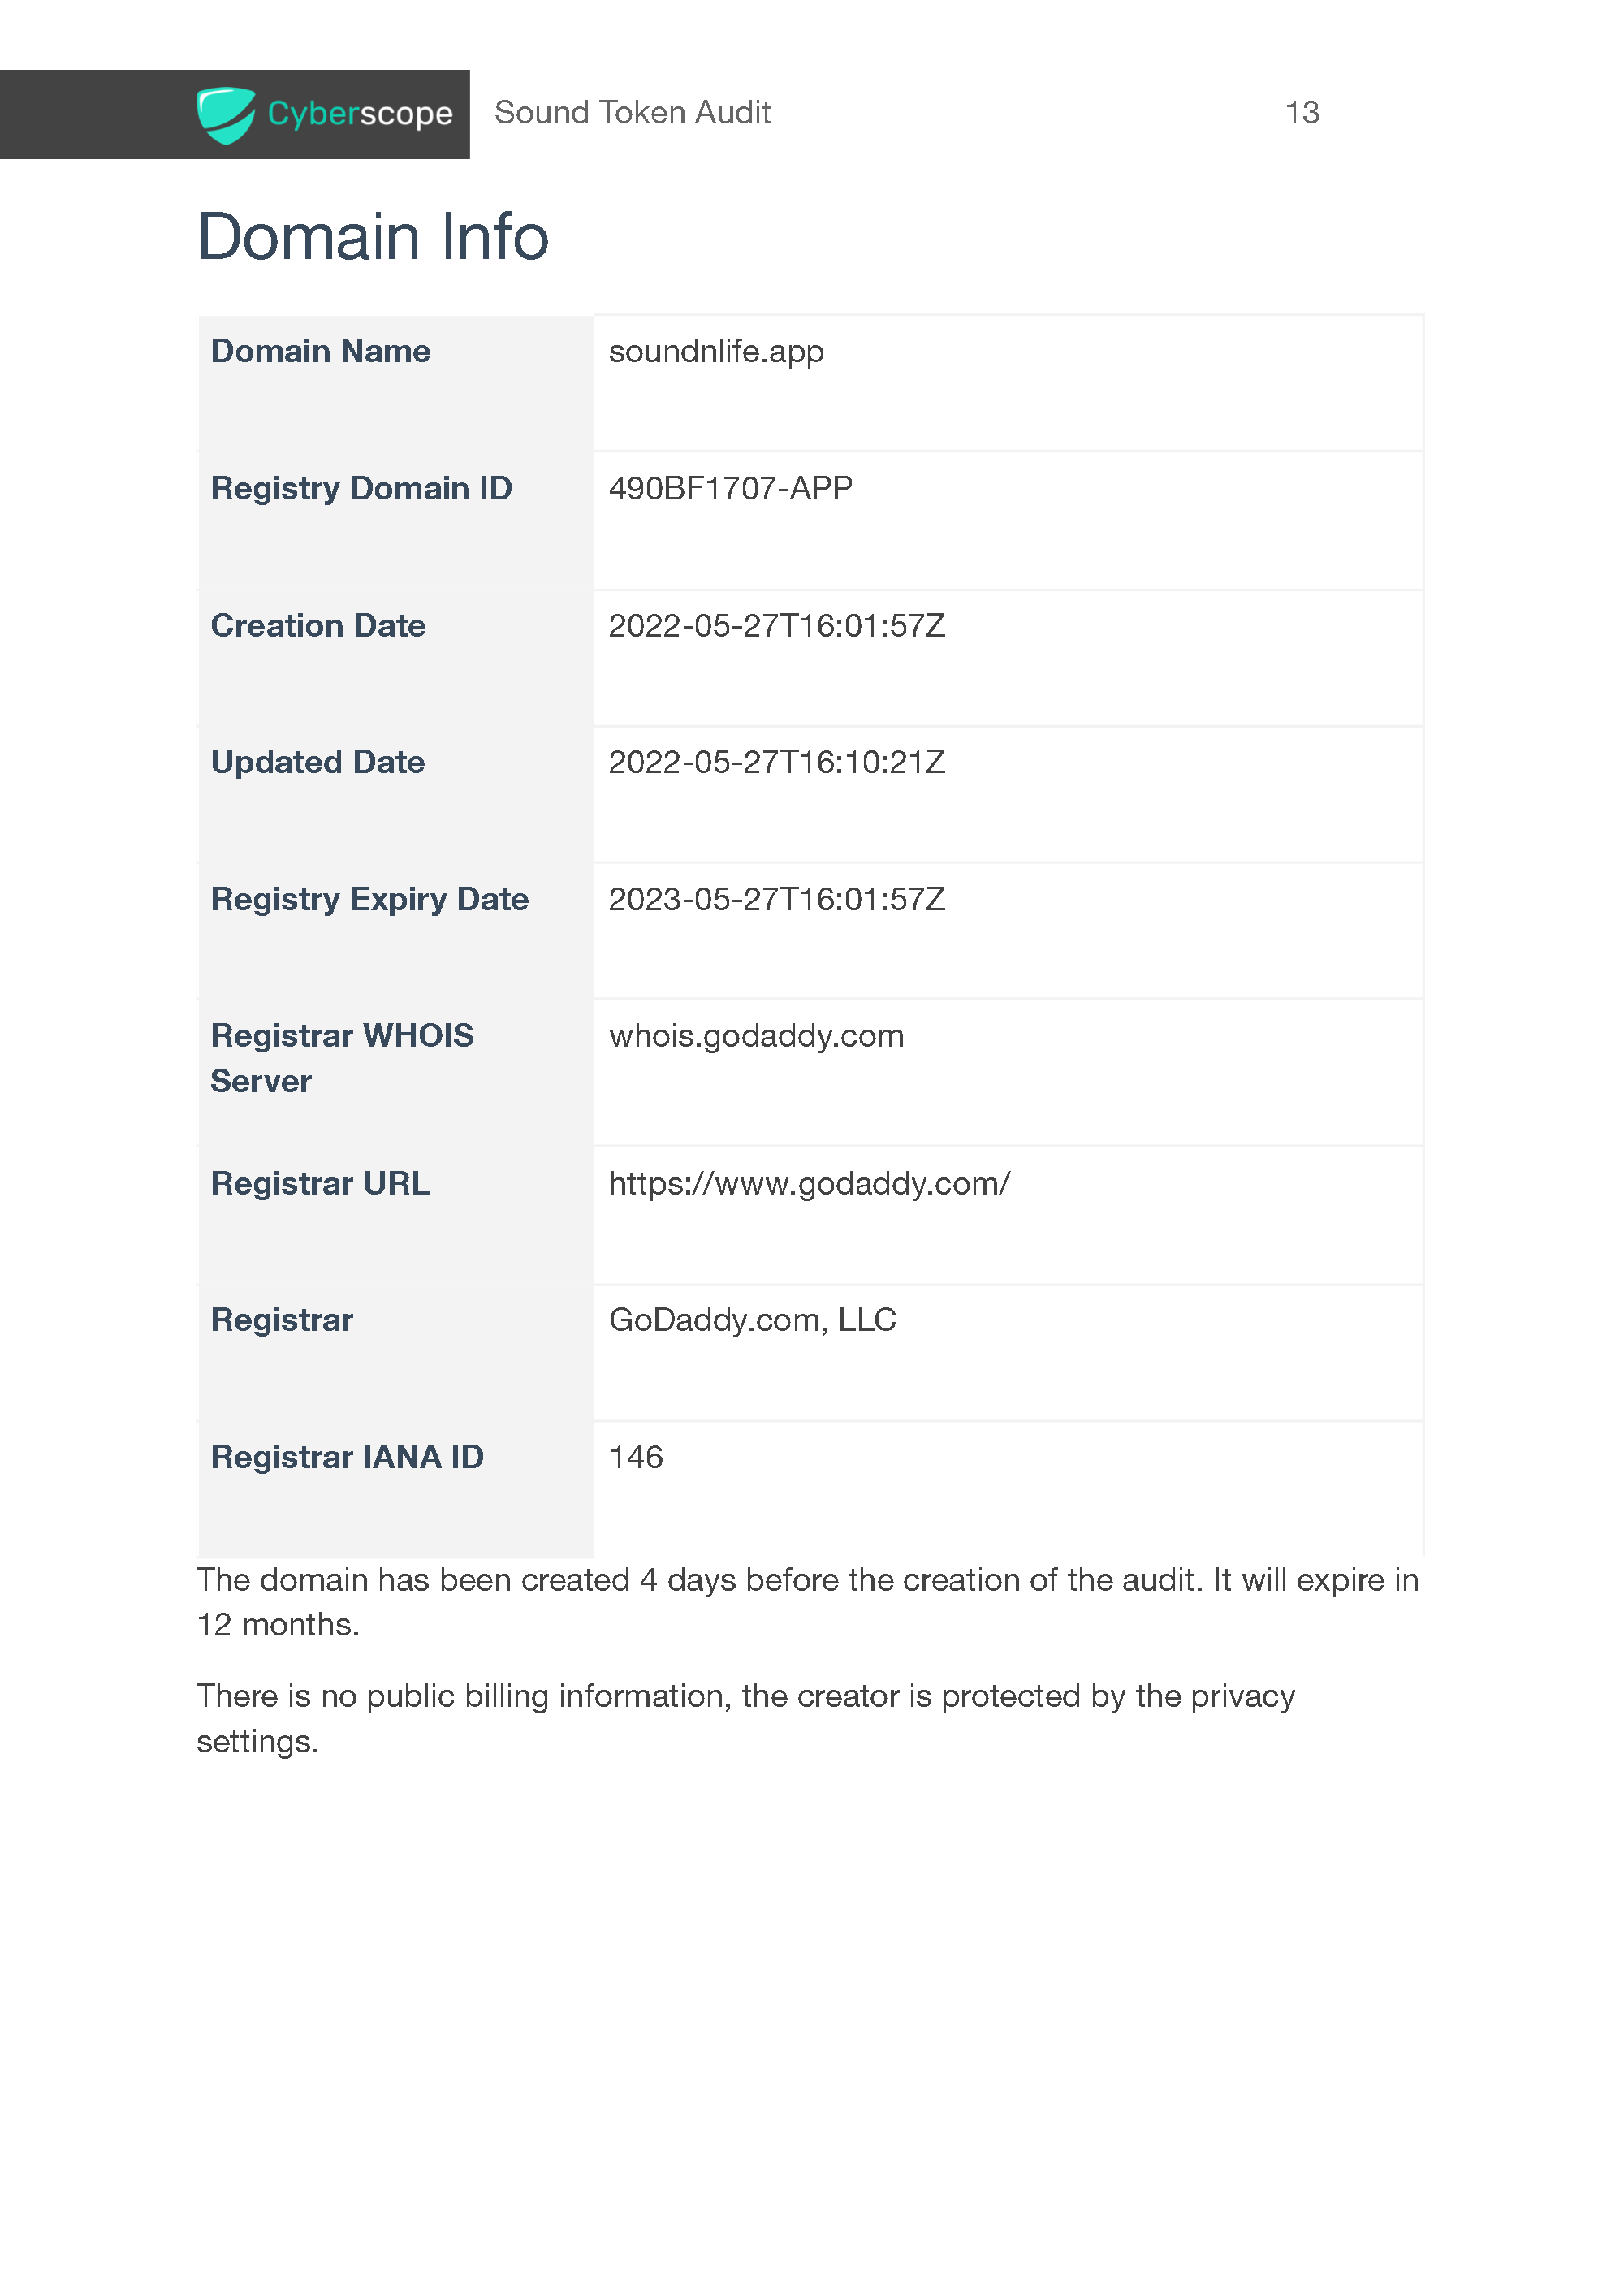 Cyberscope Sound Token Audit 13
Domain Info
Domain Name soundnlife.app
Registry Domain ID 490BF1707-APP
Creation Date 2022-05-27T16:01:57Z
Updated Date 2022-05-27T16:10:21Z
Registry Expiry Date 2023-05-27T16:01:57Z
Registrar WHOIS whois.godaddy.com
Server
Registrar URL https://www.godaddy.com/
Registrar GoDaddy.com, LLC
Registrar IANA ID 146
The domain has been created 4 days before the creation of the audit. It will expire in
12 months.
There is no public billing information, the creator is protected by the privacy
settings.